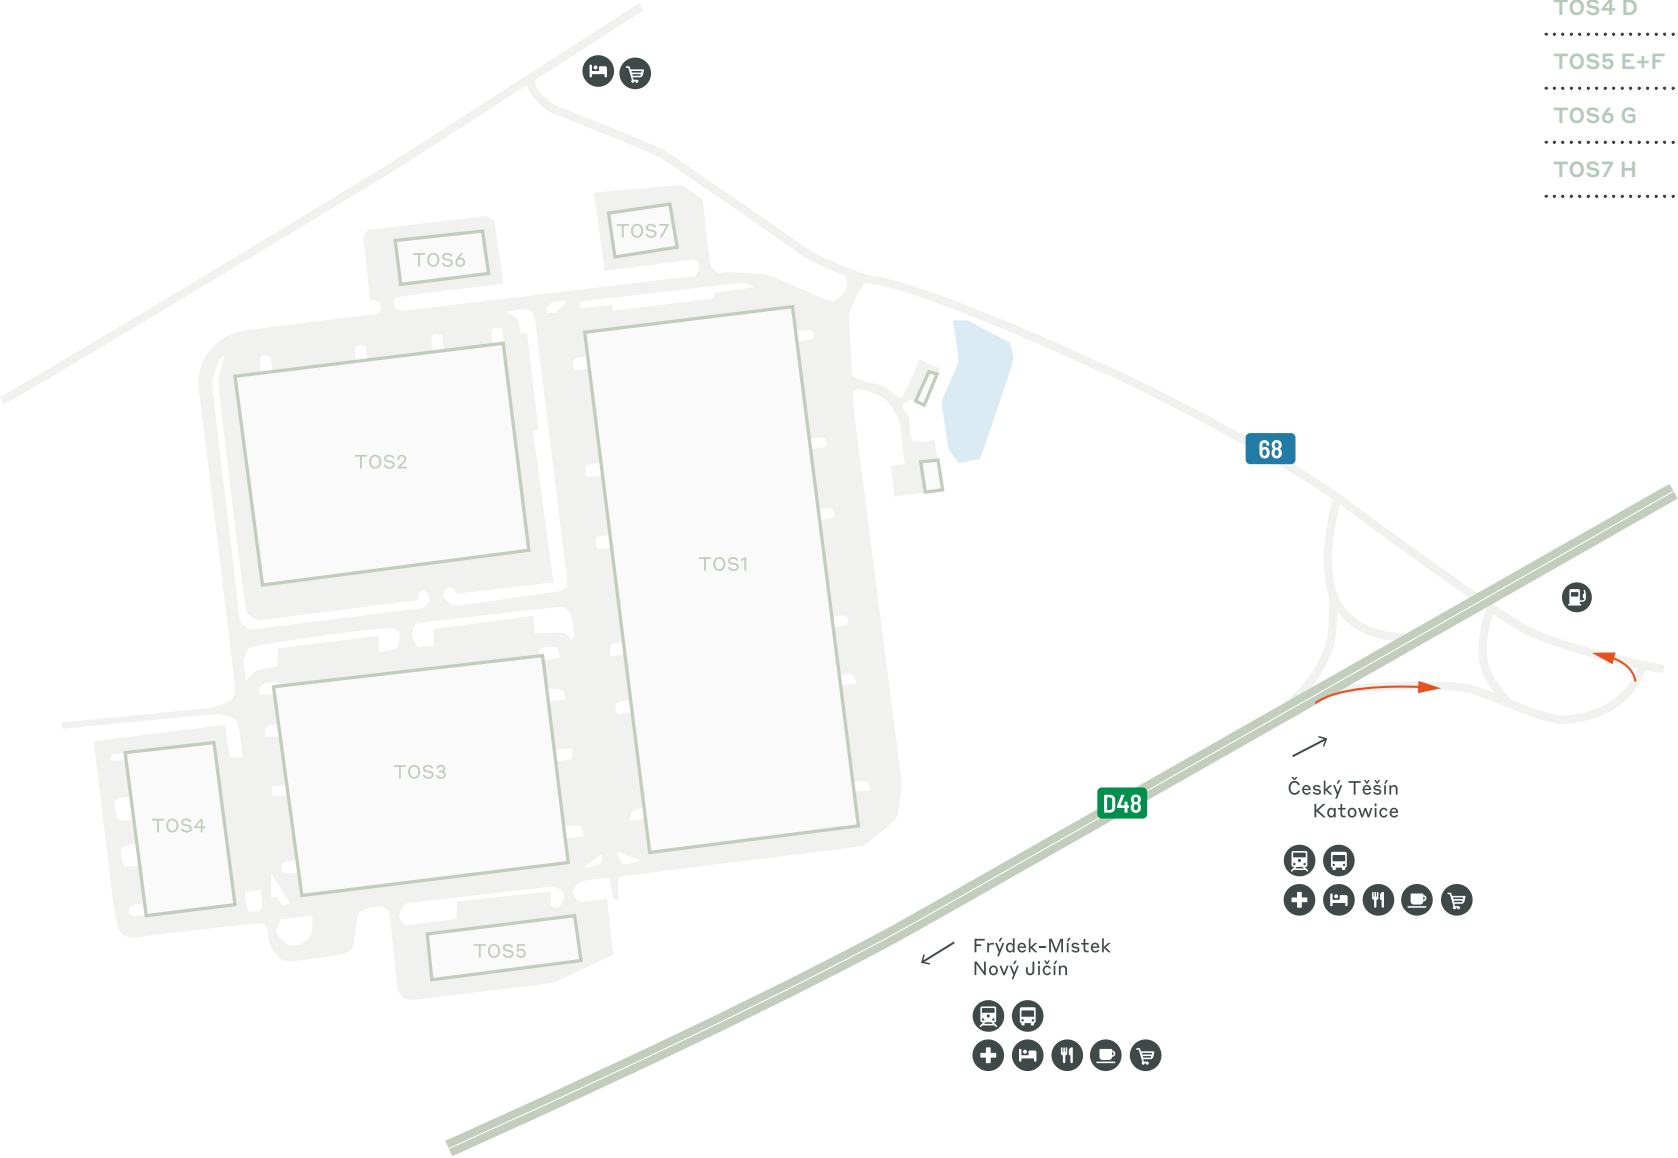 TOS4 D
TOS5 E+F
TOS6 G
TOS7 H
TOS7
TOS6
TOS2
TOS1
TOS3
TOS4
TOS5
68
D48
Český Těšín
Katowice
Frýdek-Místek
Nový Jičín